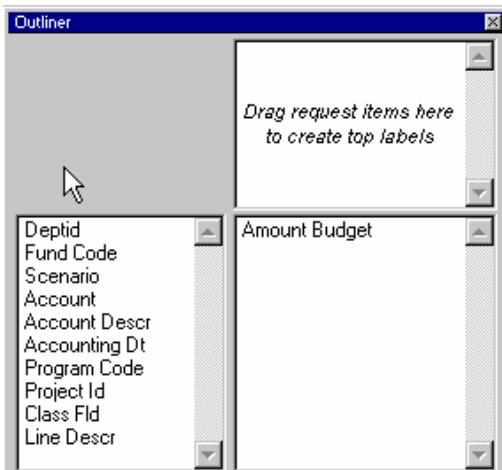 Outliner
Drag request items here
to create top labels
Deptid
Fund Code
Scenario
Account
Account Descr
Accounting Dt
Program Code
Project Id
Class Fld
Line Descr
Amount Budget